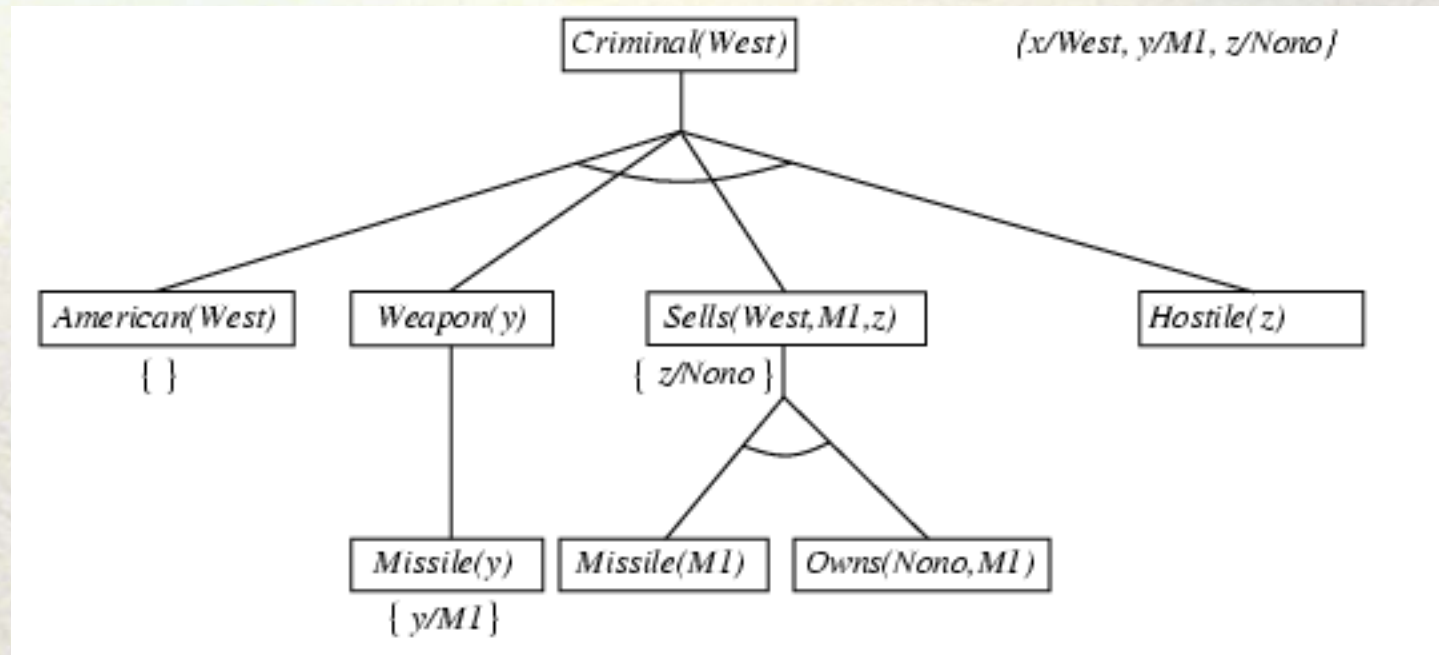 Criminal(West)
{x/West, y/M1, z/Nono}
American(West)
Weapon(y)
Sells(West,M1,z)
Hostile(z)
{ }
{ z/Nono }
Missile(y)
Missile(M1)
Owns(Nono,M1)
{ y/M1 }